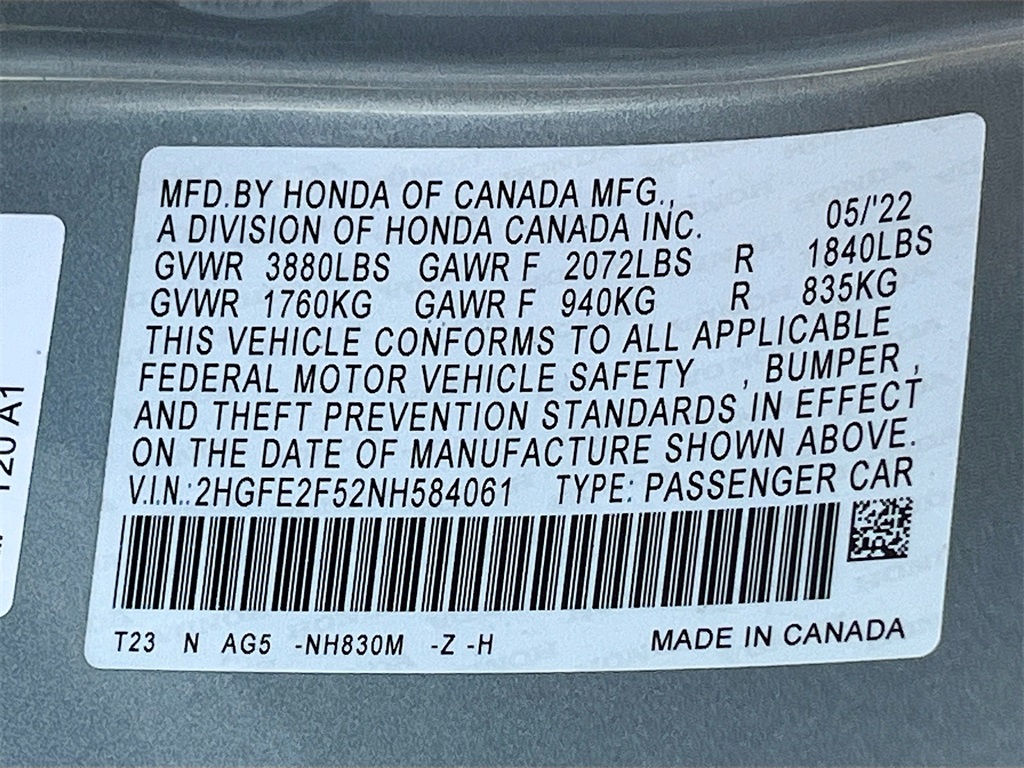 MFD.BY HONDA OF CANADA MFG.,
A DIVISION OF HONDA CANADA INC. 05/'22
GVWR 3880LBS GAWR F 2072LBS R 1840LBS
GVWR 1760KG GAWR F 940KG R 835KG
THIS VEHICLE CONFORMS TO ALL APPLICABLE
FEDERAL MOTOR VEHICLE SAFETY , BUMPER ,
AND THEFT PREVENTION STANDARDS IN EFFECT
ON THE DATE OF MANUFACTURE SHOWN ABOVE.
V.I.N.:2HGFE2F52NH584061 TYPE: PASSENGER CAR
T23 N AG5 -NH830M -Z -H MADE IN CANADA
120 A1